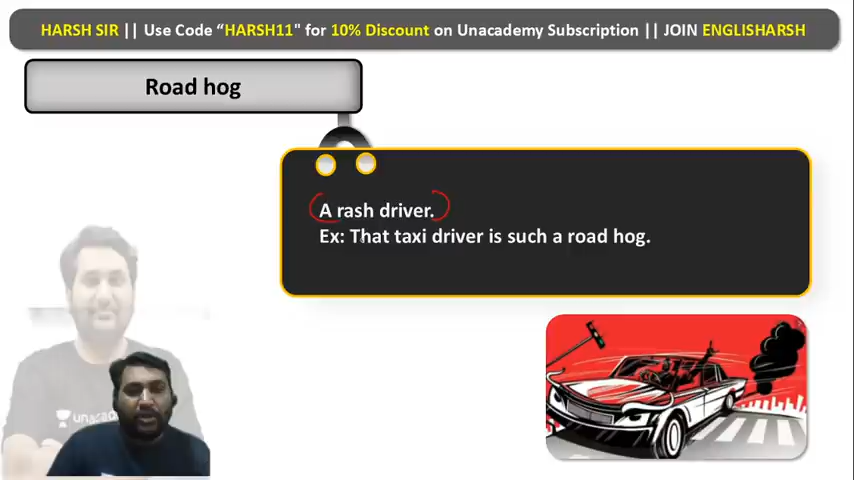 HARSH SIR || Use Code “HARSH11" for 10% Discount on Unacademy Subscription || JOIN ENGLISHARSH
Road hog
A rash driver.
Ex: That taxi driver is such a road hog.
unacad